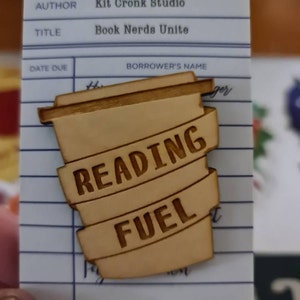 AUTHOR Kit Cronk Studio
TITLE Book Nerds Unite
DATE DUE BORROWER'S NAME
READING
FUEL